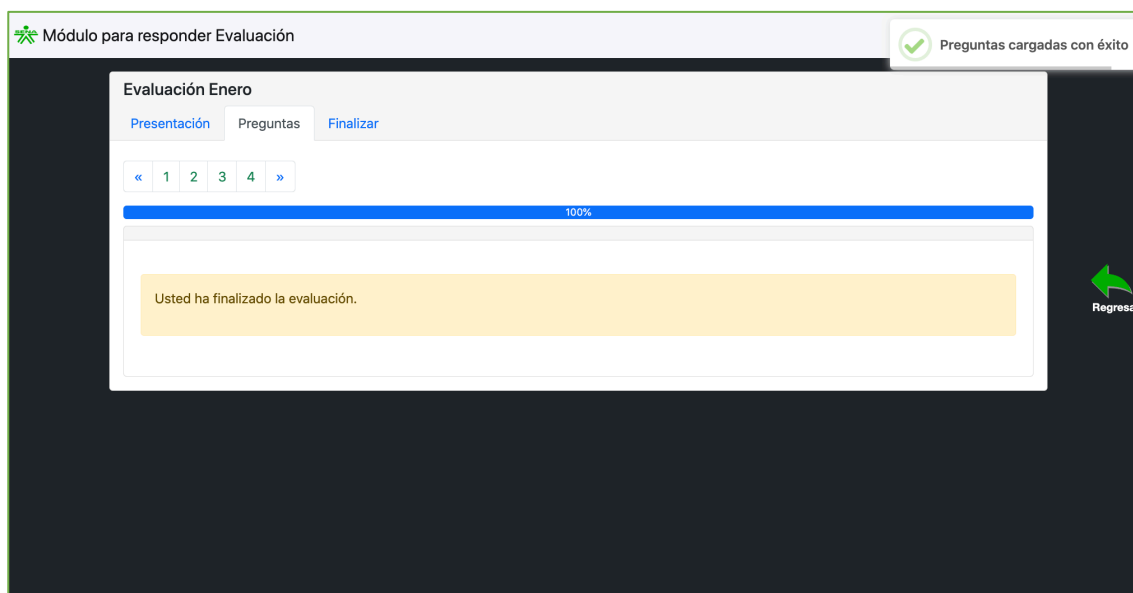 SENA
Módulo para responder Evaluación
Preguntas cargadas con éxito
Evaluación Enero
Presentación Preguntas Finalizar
« 1 2 3 4 »
100%
Usted ha finalizado la evaluación.
Regresa